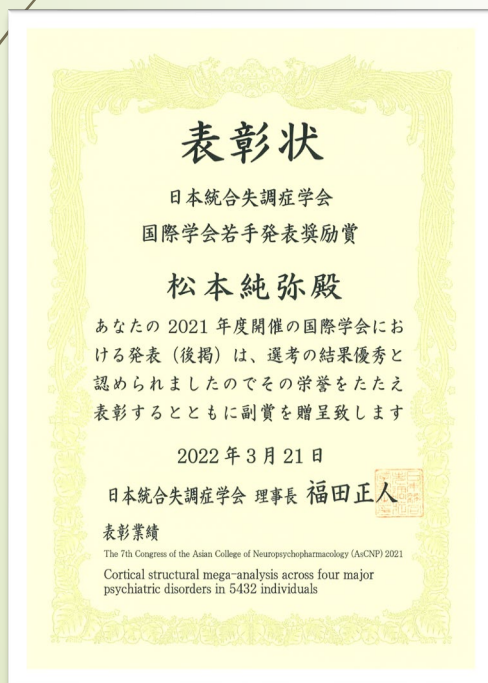 表彰状
日本統合失調症学会
国際学会若手発表奨励賞
松本純弥殿
あなたの 2021 年度開催の国際学会にお
ける発表（後掲）は、選考の結果優秀と
認められましたのでその栄誉をたたえ
表彰するとともに副賞を贈呈致します
2022 年 3 月 21 日
日本統合失調症学会 理事長 福田正人
表彰業績
The 7th Congress of the Asian College of Neuropsychopharmacology (AsCNP) 2021
Cortical structural mega-analysis across four major
psychiatric disorders in 5432 individuals